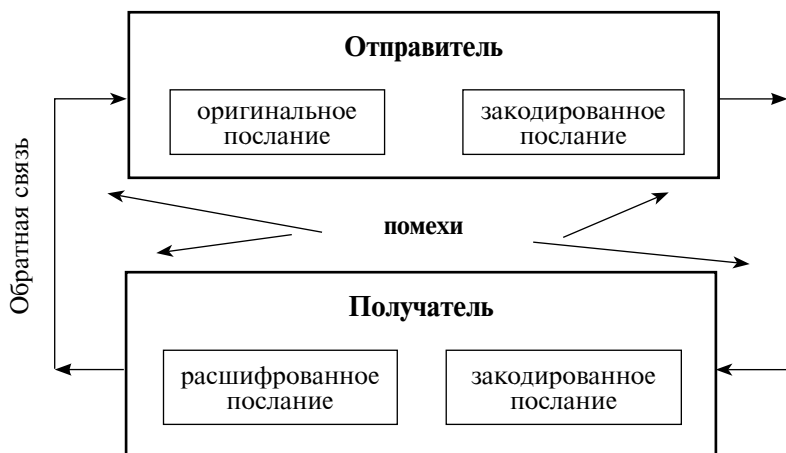 Отправитель
оригинальное
послание
закодированное
послание
Обратная связь
помехи
Получатель
расшифрованное
послание
закодированное
послание